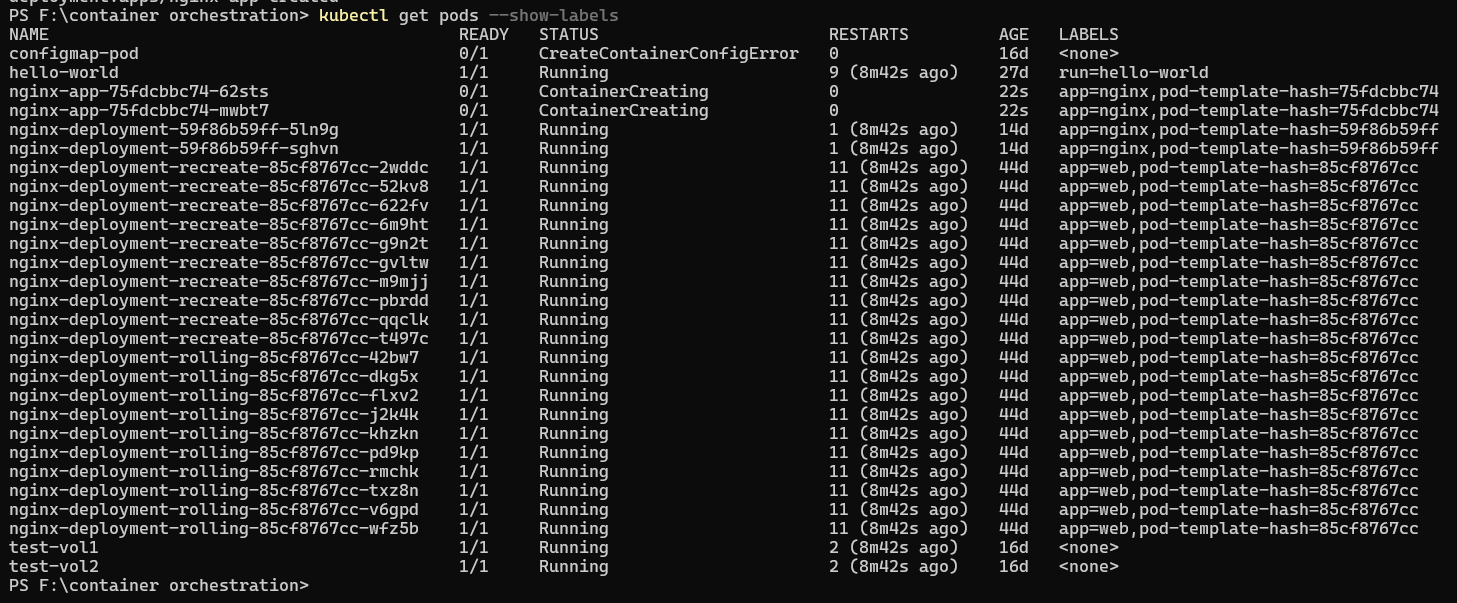 deployment.apps/nginx-app created
PS F:\container orchestration> kubectl get pods --show-labels
NAME READY STATUS RESTARTS AGE LABELS
configmap-pod 0/1 CreateContainerConfigError 0 16d <none>
hello-world 1/1 Running 9 (8m42s ago) 27d run=hello-world
nginx-app-75fdcbbc74-62sts 0/1 ContainerCreating 0 22s app=nginx,pod-template-hash=75fdcbbc74
nginx-app-75fdcbbc74-mwbt7 0/1 ContainerCreating 0 22s app=nginx,pod-template-hash=75fdcbbc74
nginx-deployment-59f86b59ff-5ln9g 1/1 Running 1 (8m42s ago) 14d app=nginx,pod-template-hash=59f86b59ff
nginx-deployment-59f86b59ff-sghvn 1/1 Running 1 (8m42s ago) 14d app=nginx,pod-template-hash=59f86b59ff
nginx-deployment-recreate-85cf8767cc-2wddc 1/1 Running 11 (8m42s ago) 44d app=web,pod-template-hash=85cf8767cc
nginx-deployment-recreate-85cf8767cc-52kv8 1/1 Running 11 (8m42s ago) 44d app=web,pod-template-hash=85cf8767cc
nginx-deployment-recreate-85cf8767cc-622fv 1/1 Running 11 (8m42s ago) 44d app=web,pod-template-hash=85cf8767cc
nginx-deployment-recreate-85cf8767cc-6m9ht 1/1 Running 11 (8m42s ago) 44d app=web,pod-template-hash=85cf8767cc
nginx-deployment-recreate-85cf8767cc-g9n2t 1/1 Running 11 (8m42s ago) 44d app=web,pod-template-hash=85cf8767cc
nginx-deployment-recreate-85cf8767cc-gvltw 1/1 Running 11 (8m42s ago) 44d app=web,pod-template-hash=85cf8767cc
nginx-deployment-recreate-85cf8767cc-m9mjj 1/1 Running 11 (8m42s ago) 44d app=web,pod-template-hash=85cf8767cc
nginx-deployment-recreate-85cf8767cc-pbrdd 1/1 Running 11 (8m42s ago) 44d app=web,pod-template-hash=85cf8767cc
nginx-deployment-recreate-85cf8767cc-qqclk 1/1 Running 11 (8m42s ago) 44d app=web,pod-template-hash=85cf8767cc
nginx-deployment-recreate-85cf8767cc-t497c 1/1 Running 11 (8m42s ago) 44d app=web,pod-template-hash=85cf8767cc
nginx-deployment-rolling-85cf8767cc-42bw7 1/1 Running 11 (8m42s ago) 44d app=web,pod-template-hash=85cf8767cc
nginx-deployment-rolling-85cf8767cc-dkg5x 1/1 Running 11 (8m42s ago) 44d app=web,pod-template-hash=85cf8767cc
nginx-deployment-rolling-85cf8767cc-flxv2 1/1 Running 11 (8m42s ago) 44d app=web,pod-template-hash=85cf8767cc
nginx-deployment-rolling-85cf8767cc-j2k4k 1/1 Running 11 (8m42s ago) 44d app=web,pod-template-hash=85cf8767cc
nginx-deployment-rolling-85cf8767cc-khzkn 1/1 Running 11 (8m42s ago) 44d app=web,pod-template-hash=85cf8767cc
nginx-deployment-rolling-85cf8767cc-pd9kp 1/1 Running 11 (8m42s ago) 44d app=web,pod-template-hash=85cf8767cc
nginx-deployment-rolling-85cf8767cc-rmchk 1/1 Running 11 (8m42s ago) 44d app=web,pod-template-hash=85cf8767cc
nginx-deployment-rolling-85cf8767cc-txz8n 1/1 Running 11 (8m42s ago) 44d app=web,pod-template-hash=85cf8767cc
nginx-deployment-rolling-85cf8767cc-v6gpd 1/1 Running 11 (8m42s ago) 44d app=web,pod-template-hash=85cf8767cc
nginx-deployment-rolling-85cf8767cc-wfz5b 1/1 Running 11 (8m42s ago) 44d app=web,pod-template-hash=85cf8767cc
test-vol1 1/1 Running 2 (8m42s ago) 16d <none>
test-vol2 1/1 Running 2 (8m42s ago) 16d <none>
PS F:\container orchestration>